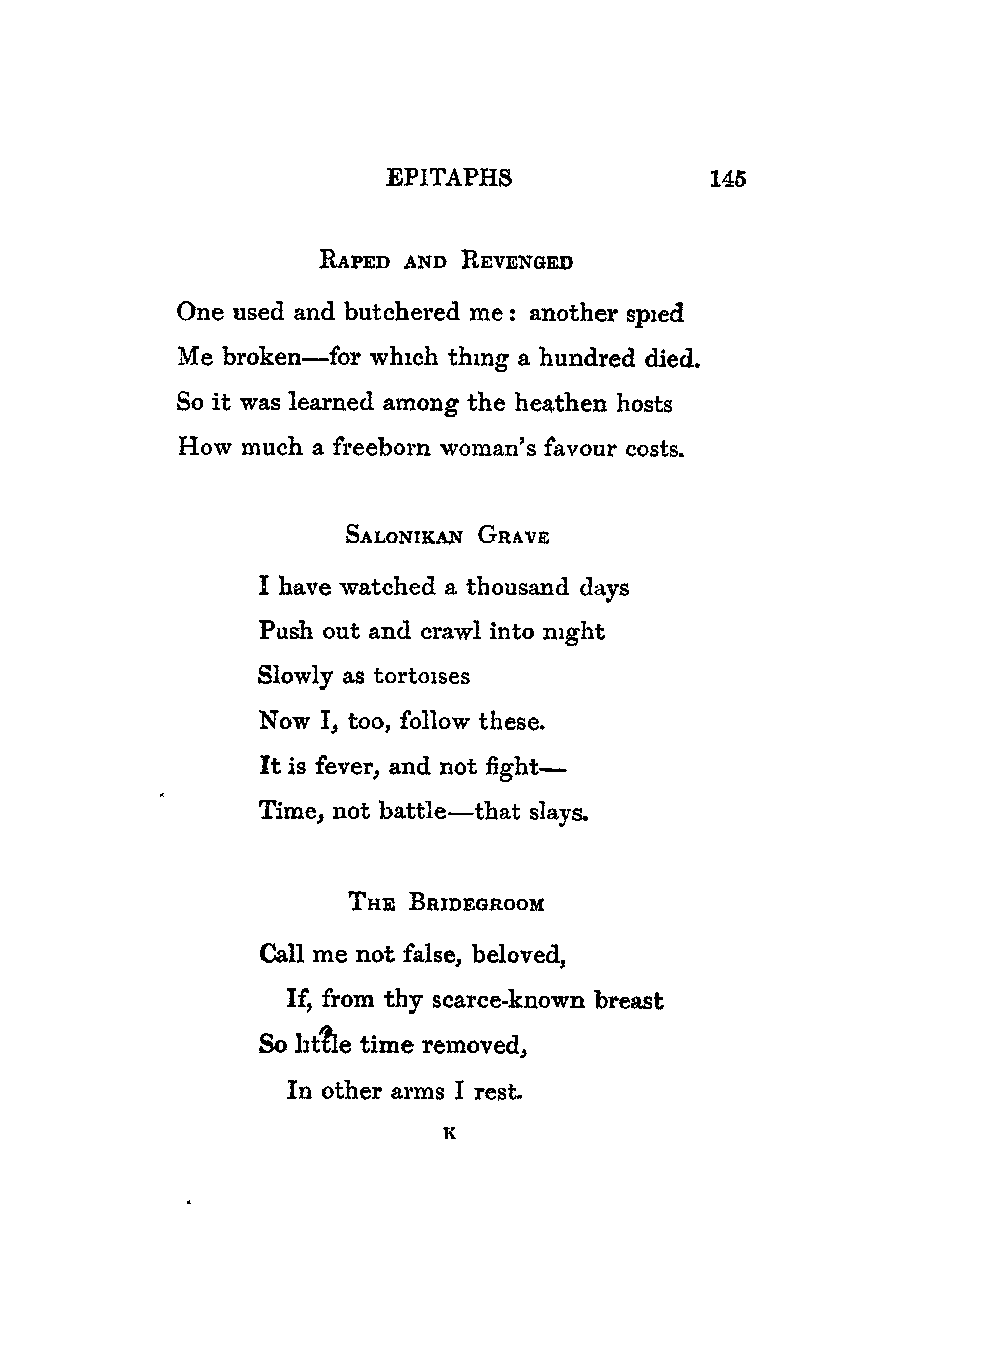 EPITAPHS 145
RAPED AND REVENGED
One used and butchered me: another spied
Me broken—for which thing a hundred died.
So it was learned among the heathen hosts
How much a freeborn woman's favour costs.
SALONIKAN GRAVE
I have watched a thousand days
Push out and crawl into night
Slowly as tortoises
Now I, too, follow these.
It is fever, and not fight—
Time, not battle—that slays.
THE BRIDEGROOM
Call me not false, beloved,
If, from thy scarce-known breast
So little time removed,
In other arms I rest.
K